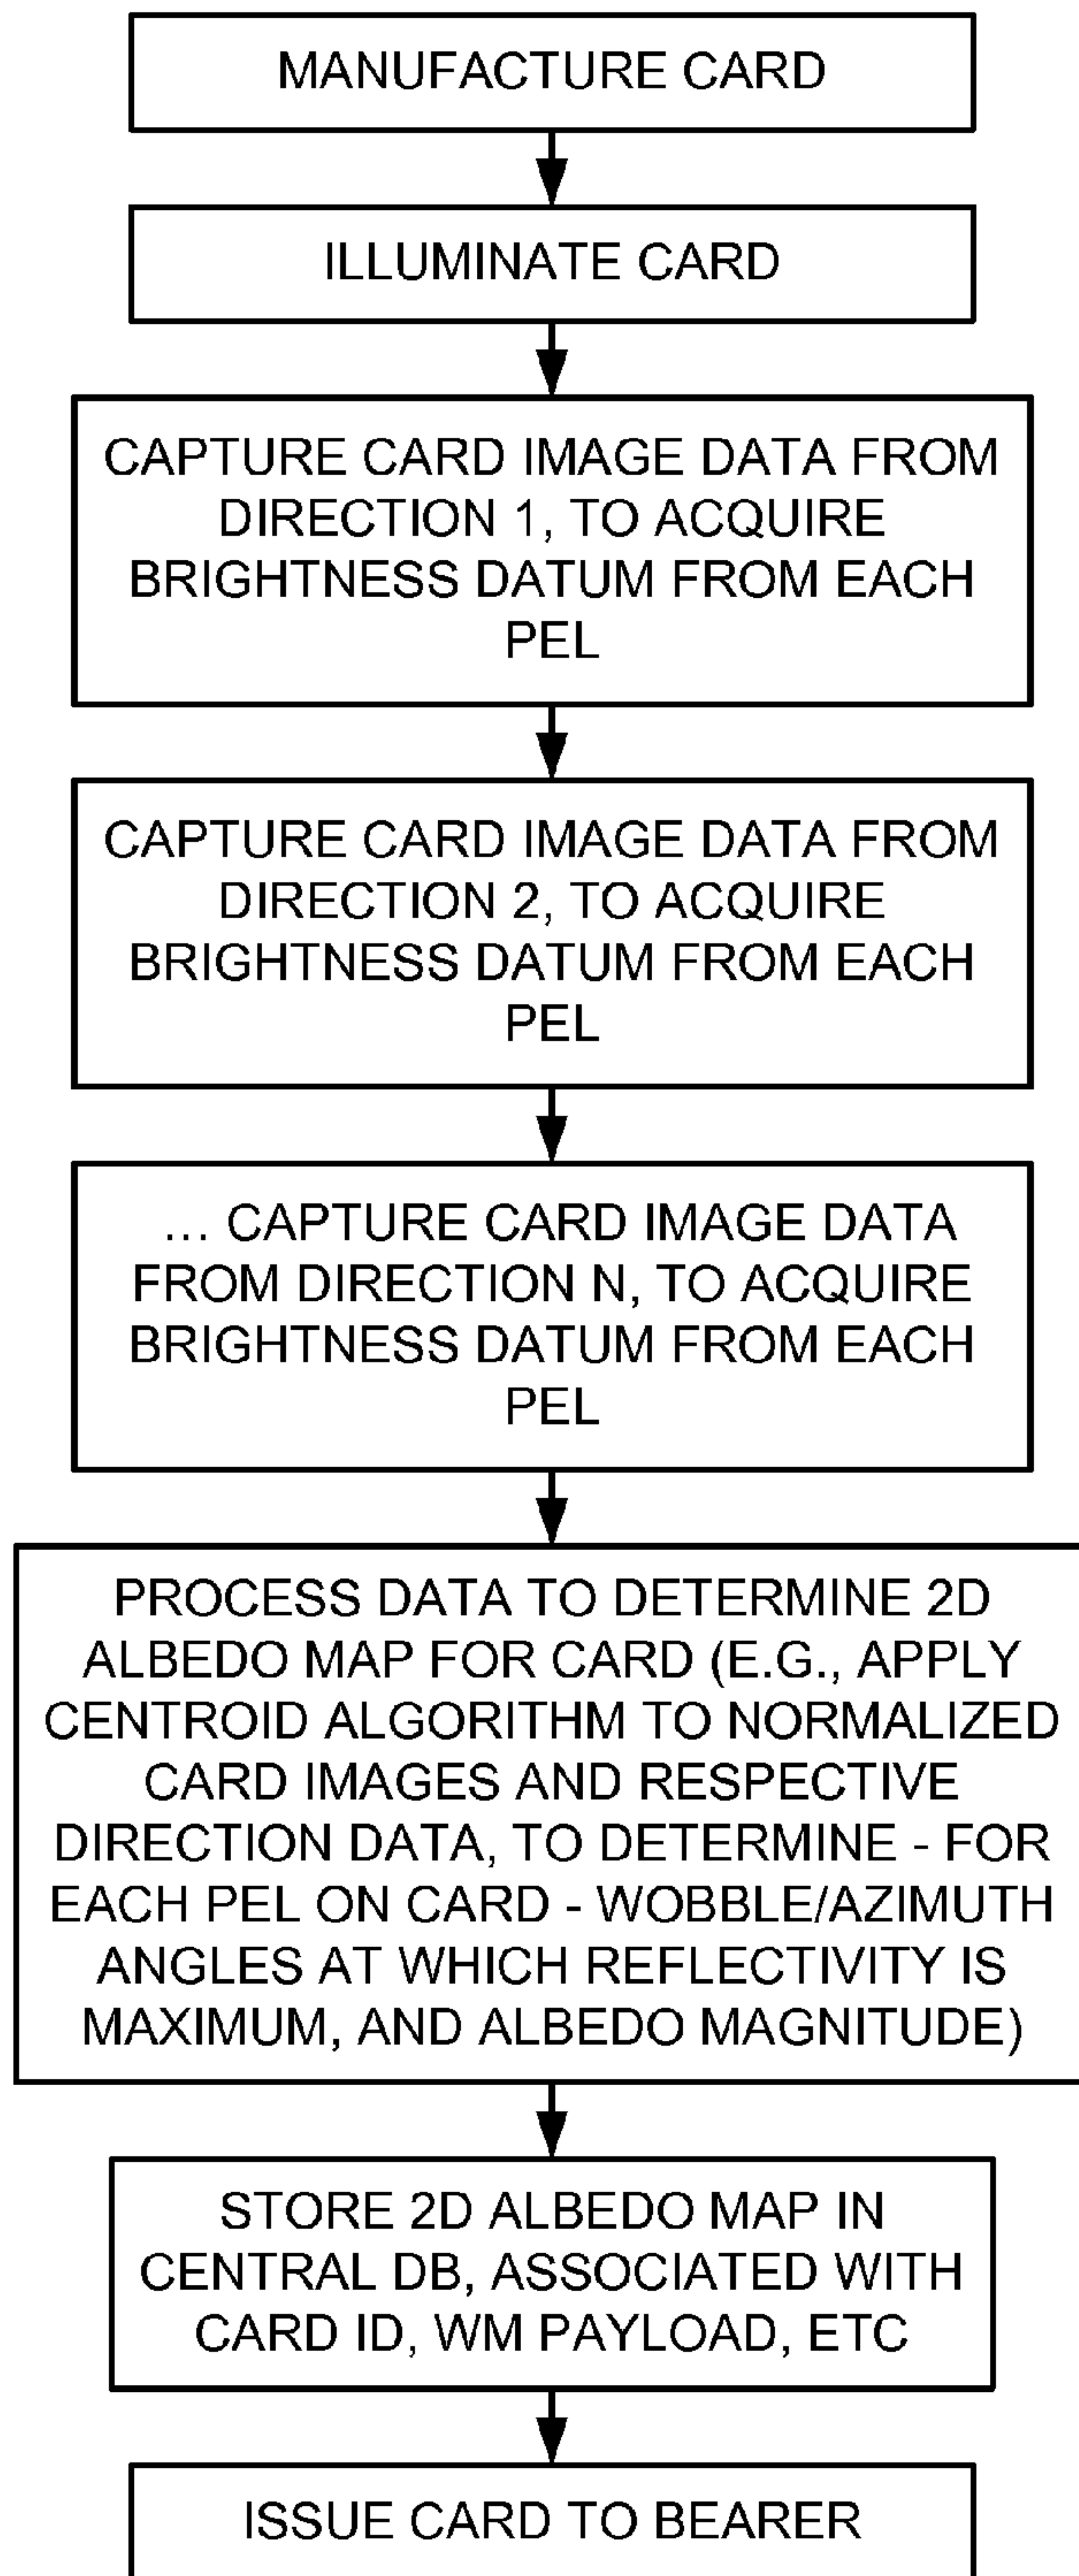 MANUFACTURE CARD
ILLUMINATE CARD
CAPTURE CARD IMAGE DATA FROM
DIRECTION 1, TO ACQUIRE
BRIGHTNESS DATUM FROM EACH
PEL
CAPTURE CARD IMAGE DATA FROM
DIRECTION 2, TO ACQUIRE
BRIGHTNESS DATUM FROM EACH
PEL
... CAPTURE CARD IMAGE DATA
FROM DIRECTION N, TO ACQUIRE
BRIGHTNESS DATUM FROM EACH
PEL
PROCESS DATA TO DETERMINE 2D
ALBEDO MAP FOR CARD (E.G., APPLY
CENTROID ALGORITHM TO NORMALIZED
CARD IMAGES AND RESPECTIVE
DIRECTION DATA, TO DETERMINE - FOR
EACH PEL ON CARD - WOBBLE/AZIMUTH
ANGLES AT WHICH REFLECTIVITY IS
MAXIMUM, AND ALBEDO MAGNITUDE)
STORE 2D ALBEDO MAP IN
CENTRAL DB, ASSOCIATED WITH
CARD ID, WM PAYLOAD, ETC
ISSUE CARD TO BEARER